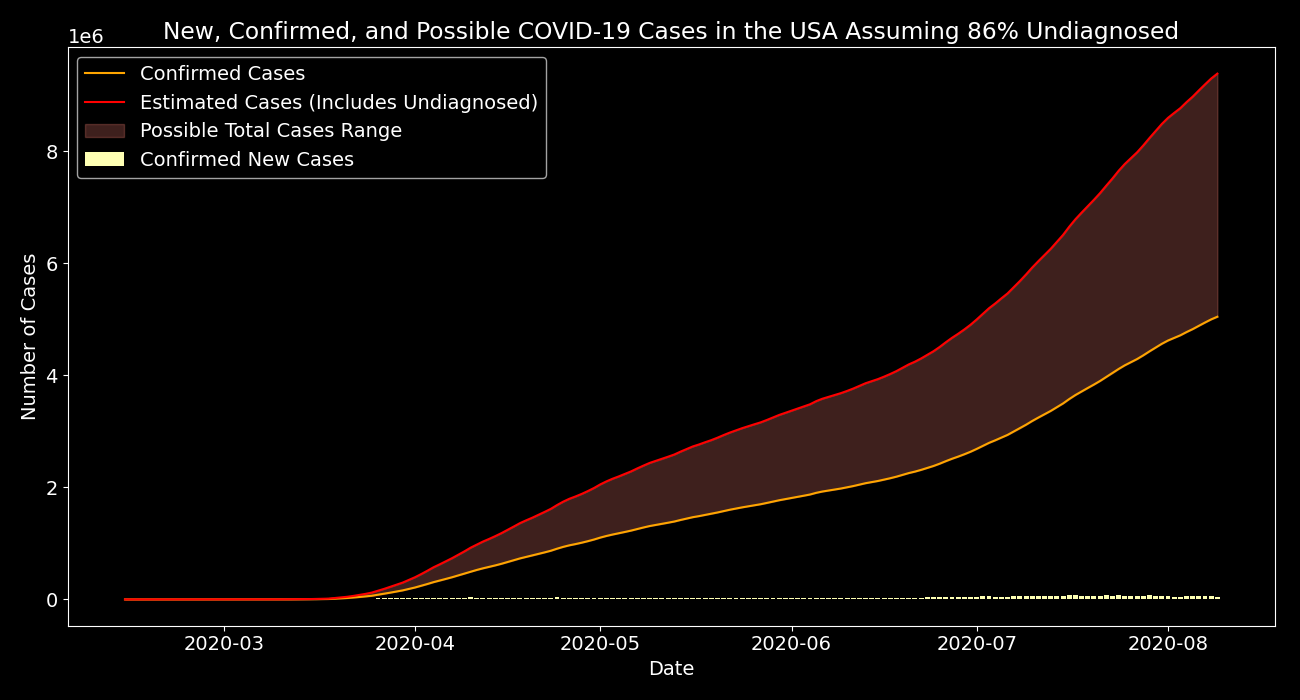 New, Confirmed, and Possible COVID-19 Cases in the USA Assuming 86% Undiagnosed
1e6
Confirmed Cases
Estimated Cases (Includes Undiagnosed)
Possible Total Cases Range
Confirmed New Cases
8
6
4
2
0
Number of Cases
2020-03 2020-04 2020-05 2020-06 2020-07 2020-08
Date